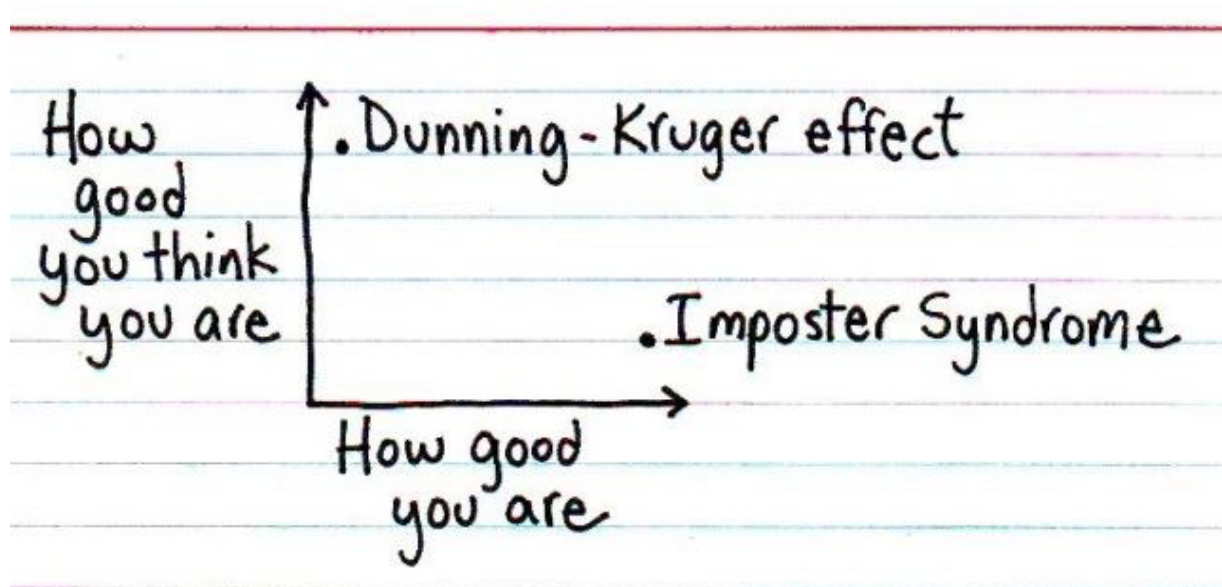 How
good
you think
you are
.Dunning-Kruger effect
.Imposter Syndrome
How good
you are